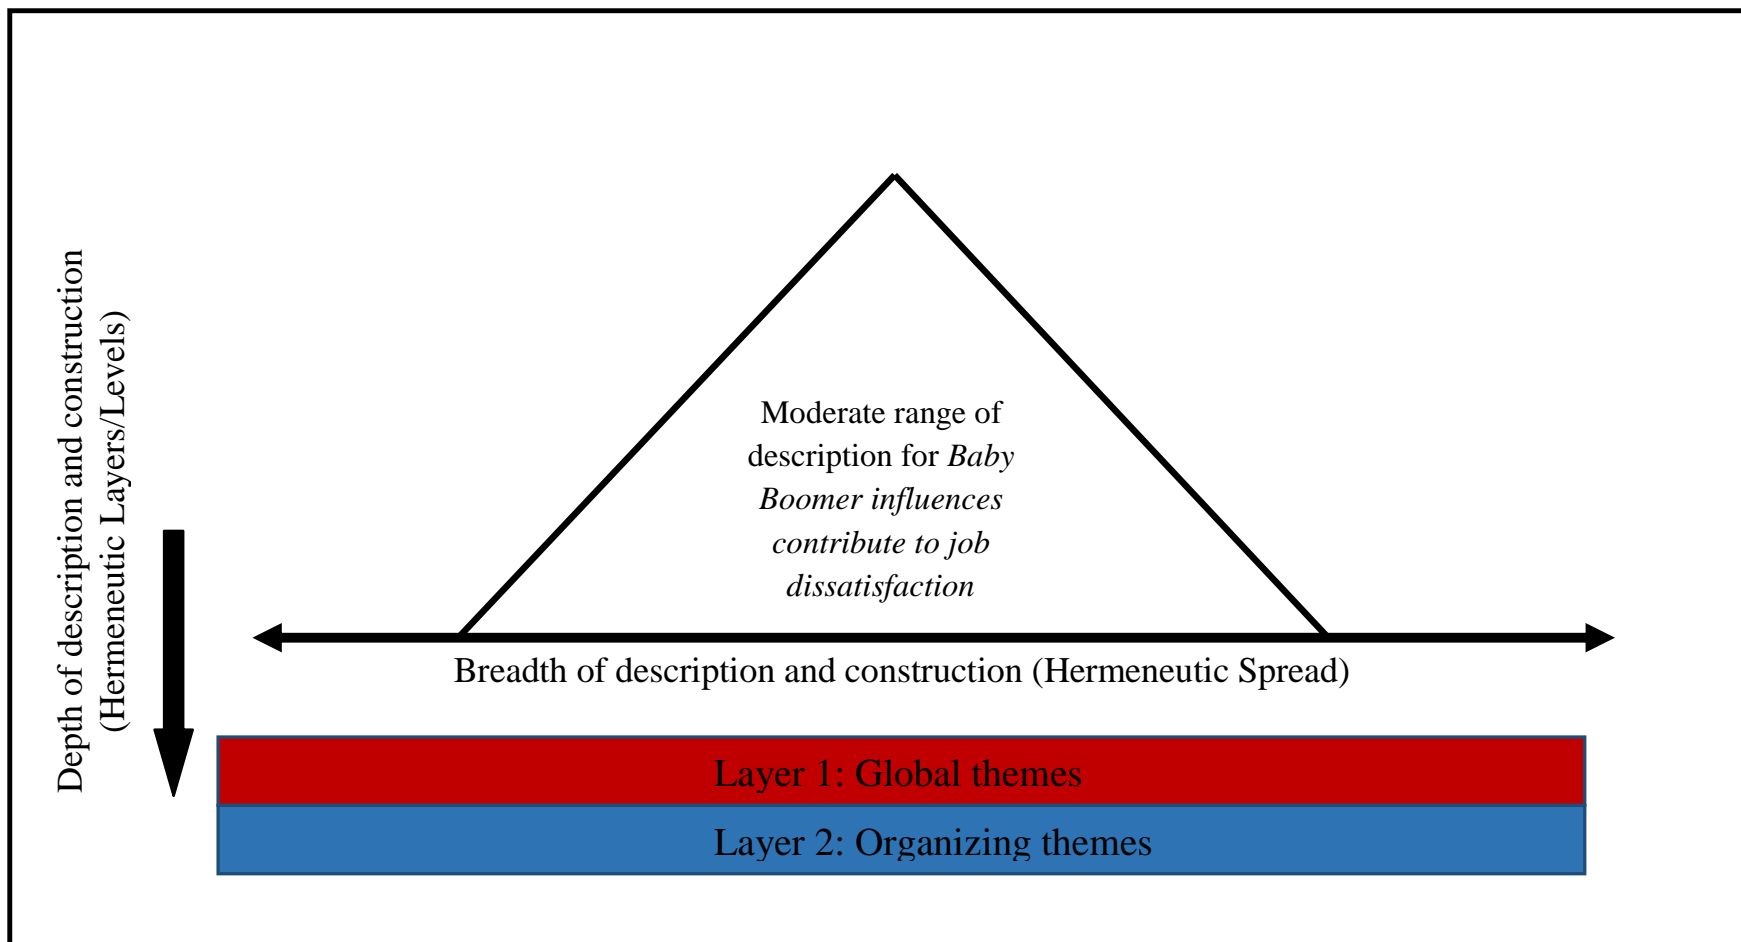 Depth of description and construction
(Hermeneutic Layers/Levels)
Moderate range of
description for Baby
Boomer influences
contribute to job
dissatisfaction
Breadth of description and construction (Hermeneutic Spread)
Layer 1: Global themes
Layer 2: Organizing themes